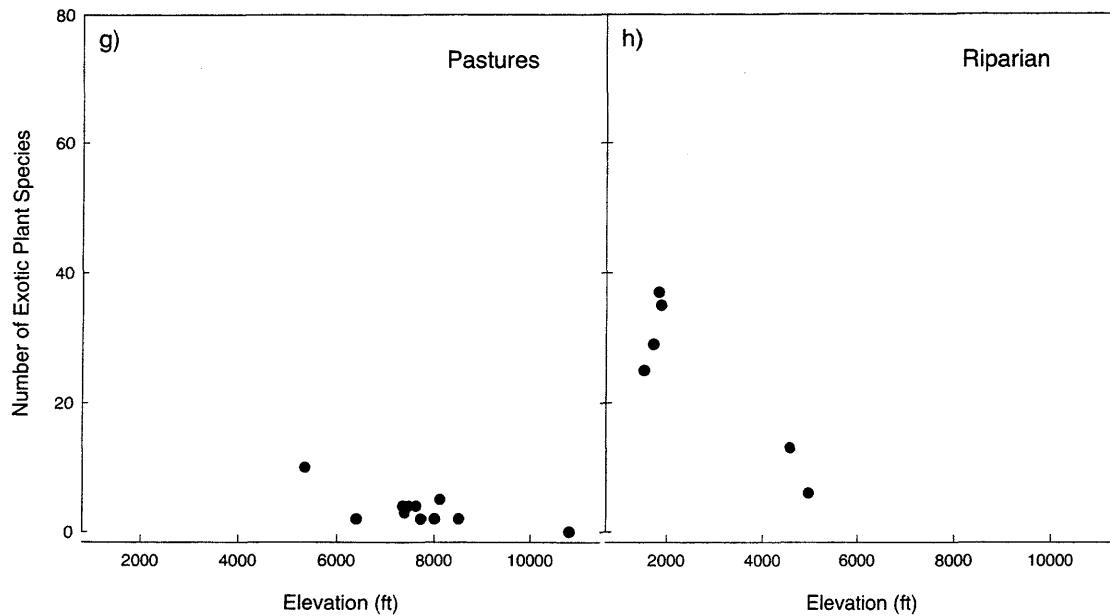 g)
Pastures
h)
Riparian
Number of Exotic Plant Species
80
60
40
20
0
2000 4000 6000 8000 10000
2000 4000 6000 8000 10000
Elevation (ft)
Elevation (ft)